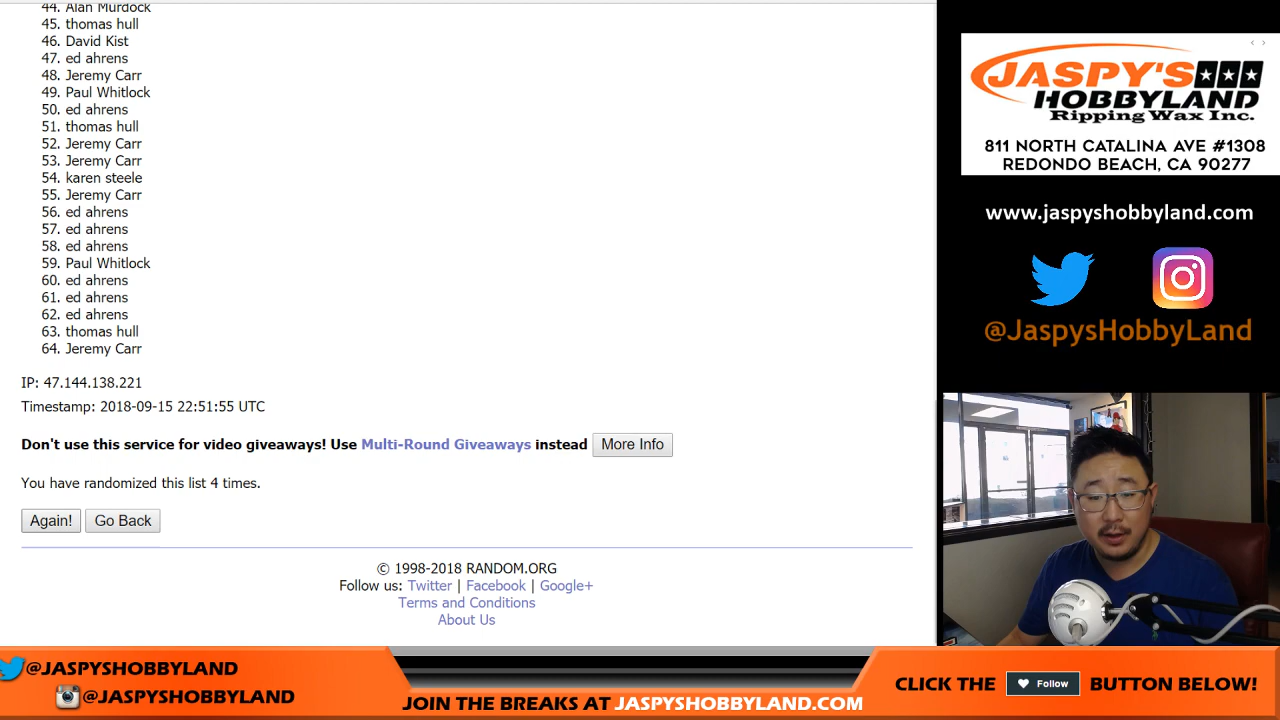 44. Alan Murdock
45. thomas hull
46. David Kist
47. ed ahrens
48. Jeremy Carr
49. Paul Whitlock
50. ed ahrens
51. thomas hull
52. Jeremy Carr
53. Jeremy Carr
54. karen steele
55. Jeremy Carr
56. ed ahrens
57. ed ahrens
58. ed ahrens
59. Paul Whitlock
60. ed ahrens
61. ed ahrens
62. ed ahrens
63. thomas hull
64. Jeremy Carr
IP: 47.144.138.221
Timestamp: 2018-09-15 22:51:55 UTC
Don't use this service for video giveaways! Use Multi-Round Giveaways instead More Info
You have randomized this list 4 times.
Again! Go Back
© 1998-2018 RANDOM.ORG
Follow us: Twitter | Facebook | Google+
Terms and Conditions
About Us
JASPY'S
HOBBYLAND
Ripping Wax Inc.
811 NORTH CATALINA AVE #1308
REDONDO BEACH, CA 90277
www.jaspyshobbyland.com
@JaspysHobbyLand
@JASPYSHOBBYLAND
@JASPYSHOBBYLAND
JOIN THE BREAKS AT JASPYSHOBBYLAND.COM
CLICK THE Follow BUTTON BELOW!